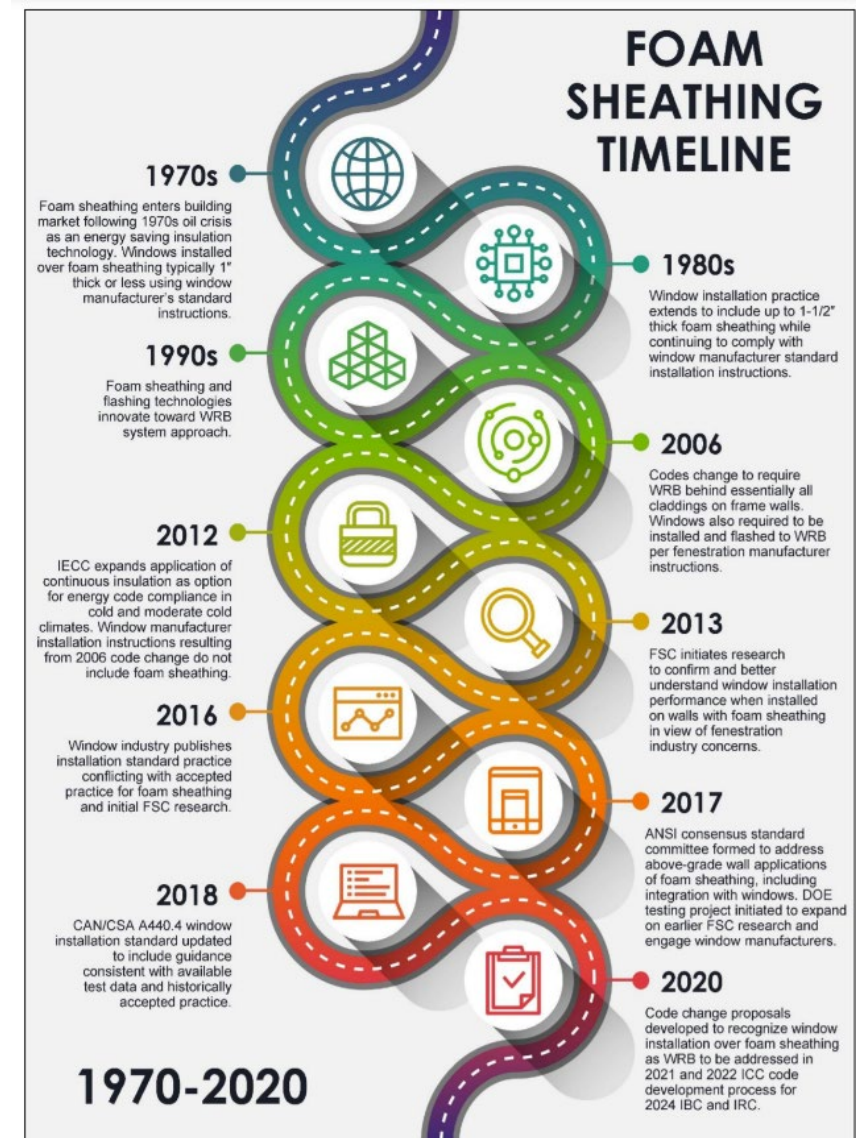 FOAM
SHEATHING
TIMELINE
1970s
Foam sheathing enters building
market following 1970s oil crisis
as an energy saving insulation
technology. Windows installed
over foam sheathing typically 1"
thick or less using window
manufacturer's standard
instructions.
1980s
Window installation practice
extends to include up to 1-1/2"
thick foam sheathing while
continuing to comply with
window manufacturer standard
installation instructions.
1990s
Foam sheathing and
flashing technologies
innovate toward WRB
system approach.
2006
Codes change to require
WRB behind essentially all
claddings on frame walls.
Windows also required to be
installed and flashed to WRB
per fenestration manufacturer
instructions.
2012
IECC expands application of
continuous insulation as option
for energy code compliance in
cold and moderate cold
climates. Window manufacturer
installation instructions resulting
from 2006 code change do not
include foam sheathing.
2013
FSC initiates research
to confirm and better
understand window installation
performance when installed
on walls with foam sheathing
in view of fenestration
industry concerns.
2016
Window industry publishes
installation standard practice
conflicting with accepted
practice for foam sheathing
and initial FSC research.
2017
ANSI consensus standard
committee formed to address
above-grade wall applications
of foam sheathing, including
integration with windows. DOE
testing project initiated to expand
on earlier FSC research and
engage window manufacturers.
2018
CAN/CSA A440.4 window
installation standard updated
to include guidance
consistent with available
test data and historically
accepted practice.
2020
Code change proposals
developed to recognize window
installation over foam sheathing
as WRB to be addressed in
2021 and 2022 ICC code
development process for
2024 IBC and IRC.
1970-2020